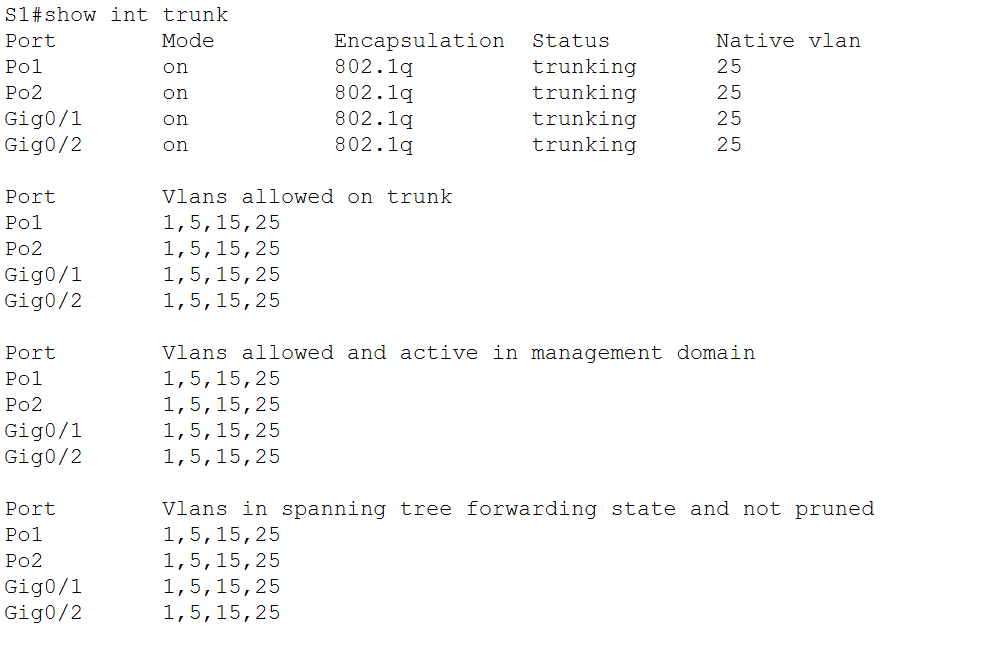 S1#show int trunk
Port Mode Encapsulation Status Native vlan
Po1 on 802.1q trunking 25
Po2 on 802.1q trunking 25
Gig0/1 on 802.1q trunking 25
Gig0/2 on 802.1q trunking 25
Port Vlans allowed on trunk
Po1 1,5,15,25
Po2 1,5,15,25
Gig0/1 1,5,15,25
Gig0/2 1,5,15,25
Port Vlans allowed and active in management domain
Po1 1,5,15,25
Po2 1,5,15,25
Gig0/1 1,5,15,25
Gig0/2 1,5,15,25
Port Vlans in spanning tree forwarding state and not pruned
Po1 1,5,15,25
Po2 1,5,15,25
Gig0/1 1,5,15,25
Gig0/2 1,5,15,25